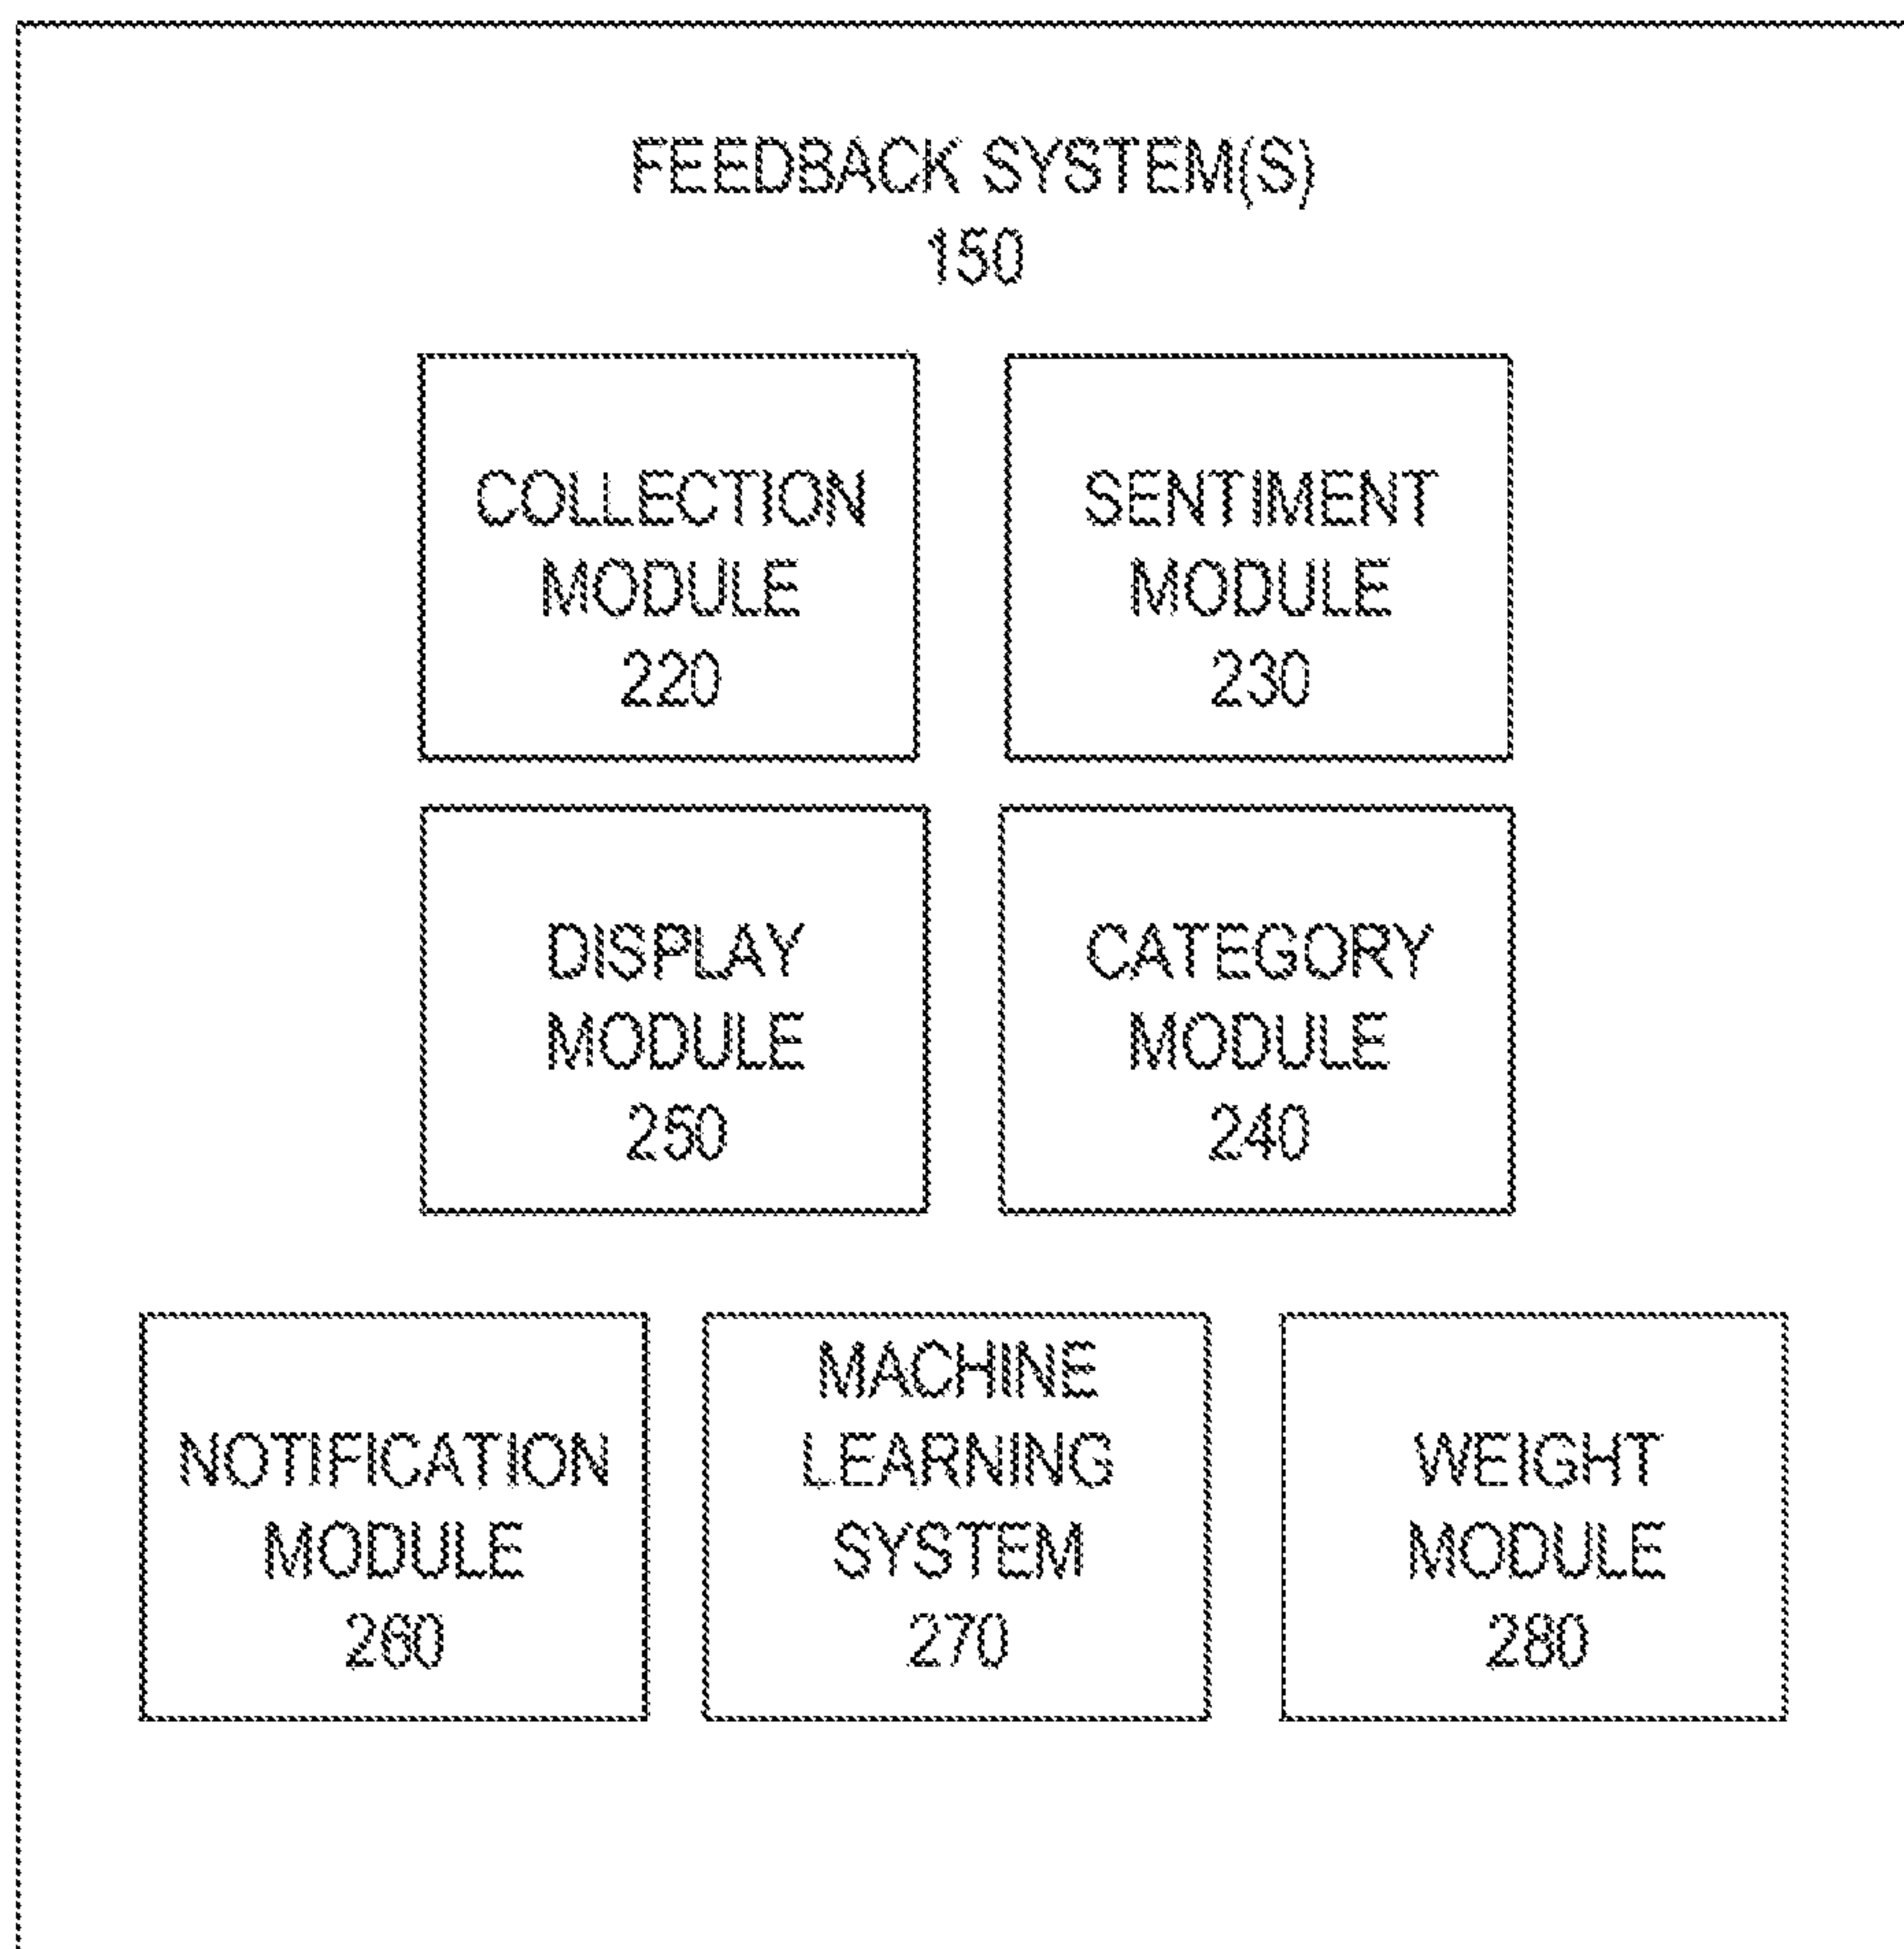 FEEDBACK SYSTEM(S)
150
COLLECTION
MODULE
220
SENTIMENT
MODULE
230
DISPLAY
MODULE
250
CATEGORY
MODULE
240
NOTIFICATION
MODULE
260
MACHINE
LEARNING
SYSTEM
270
WEIGHT
MODULE
280